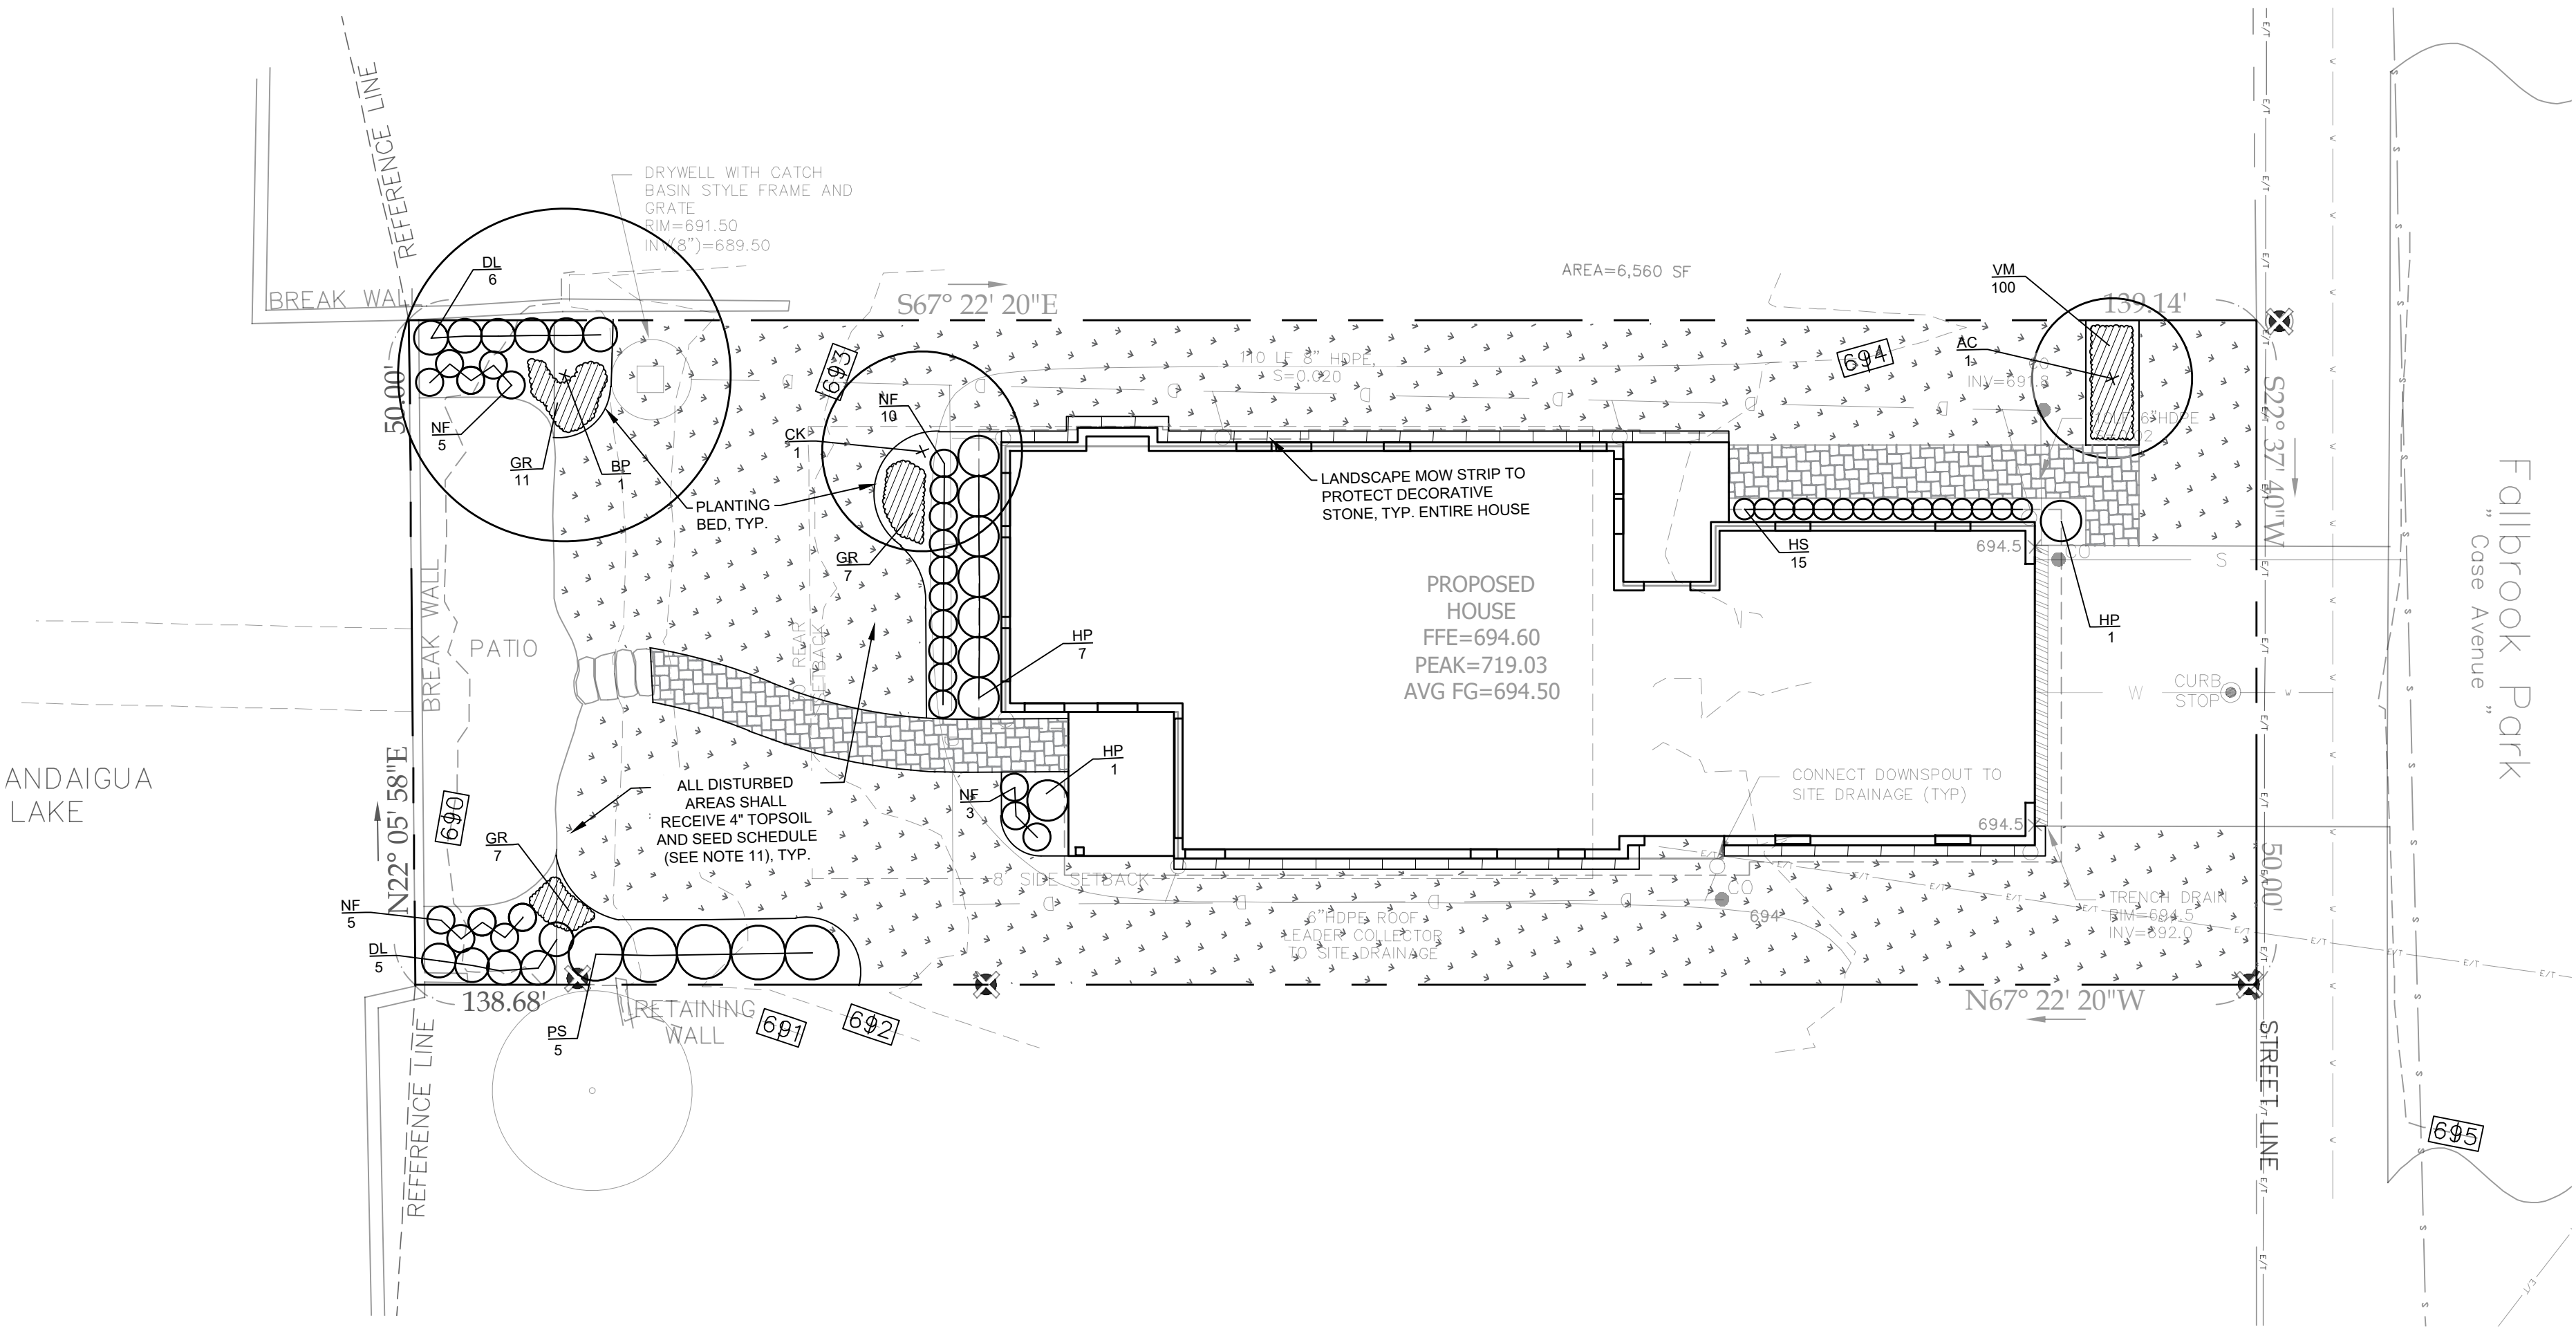 REFERENCE LINE
DRYWELL WITH CATCH
BASIN STYLE FRAME AND
GRATE
RIM=691.50
INV(8")=689.50
BREAK WALL
DL
6
S67° 22' 20"E
AREA=6,560 SF
VM
100
139.14'
AC
1
50.00'
693
110 LF 8" HDPE,
S=0.020
694
INV=691.8
S22° 37' 40"W
NF
5
GR
11
BP
1
NF
10
CK
1
PLANTING
BED, TYP.
GR
7
LANDSCAPE MOW STRIP TO
PROTECT DECORATIVE
STONE, TYP. ENTIRE HOUSE
HS
15
694.5
CO
S
HP
1
PROPOSED
HOUSE
FFE=694.60
PEAK=719.03
AVG FG=694.50
HP
7
BREAK WALL
PATIO
REAR
SETBACK
W
CURB
STOP
W
Fallbrook Park
" Case Avenue "
ANDAIGUA
LAKE
690
N22° 05' 58"E
ALL DISTURBED
AREAS SHALL
RECEIVE 4" TOPSOIL
AND SEED SCHEDULE
(SEE NOTE 11), TYP.
HP
1
NF
3
CONNECT DOWNSPOUT TO
SITE DRAINAGE (TYP)
694.5
GR
7
8' SIDE SETBACK
CO
694
6"HDPE ROOF
LEADER COLLECTOR
TO SITE DRAINAGE
TRENCH DRAIN
RIM=694.5
INV=692.0
50.00'
NF
5
DL
5
138.68'
PS
5
RETAINING
WALL
691
692
N67° 22' 20"W
REFERENCE LINE
STREET LINE
695